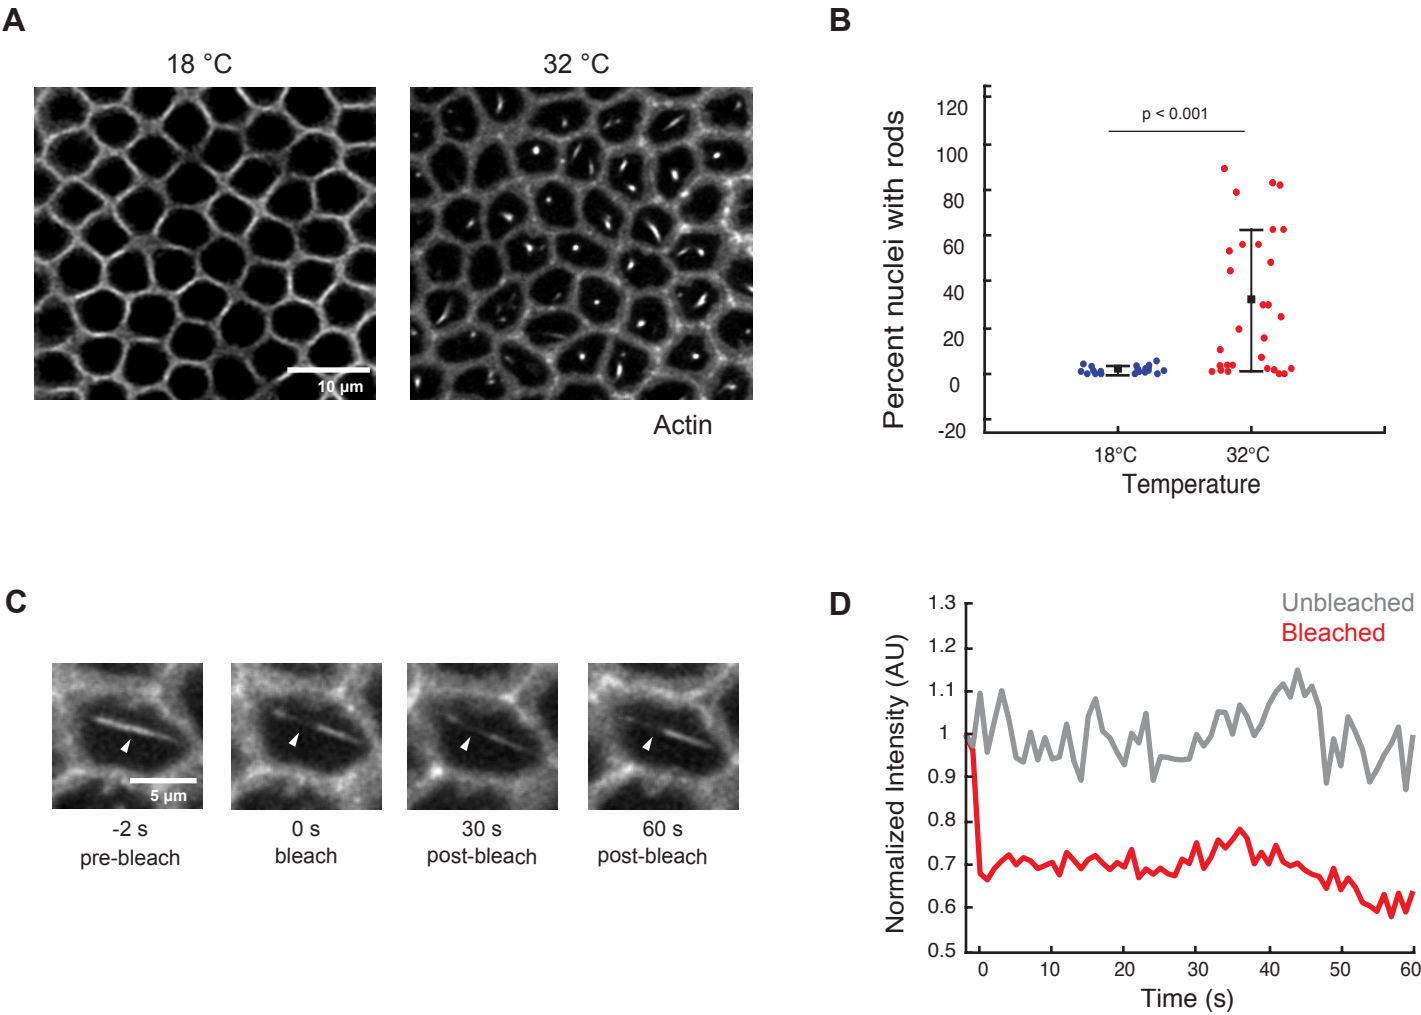 A
18 °C
32 °C
10 µm
Actin
B
Percent nuclei with rods
120
100
80
60
40
20
0
-20
p < 0.001
18°C
32°C
Temperature
C
5 µm
-2 s
pre-bleach
0 s
bleach
30 s
post-bleach
60 s
post-bleach
D
Normalized Intensity (AU)
1.3
1.2
1.1
1
0.9
0.8
0.7
0.6
0.5
Unbleached
Bleached
0
10
20
30
40
50
60
Time (s)